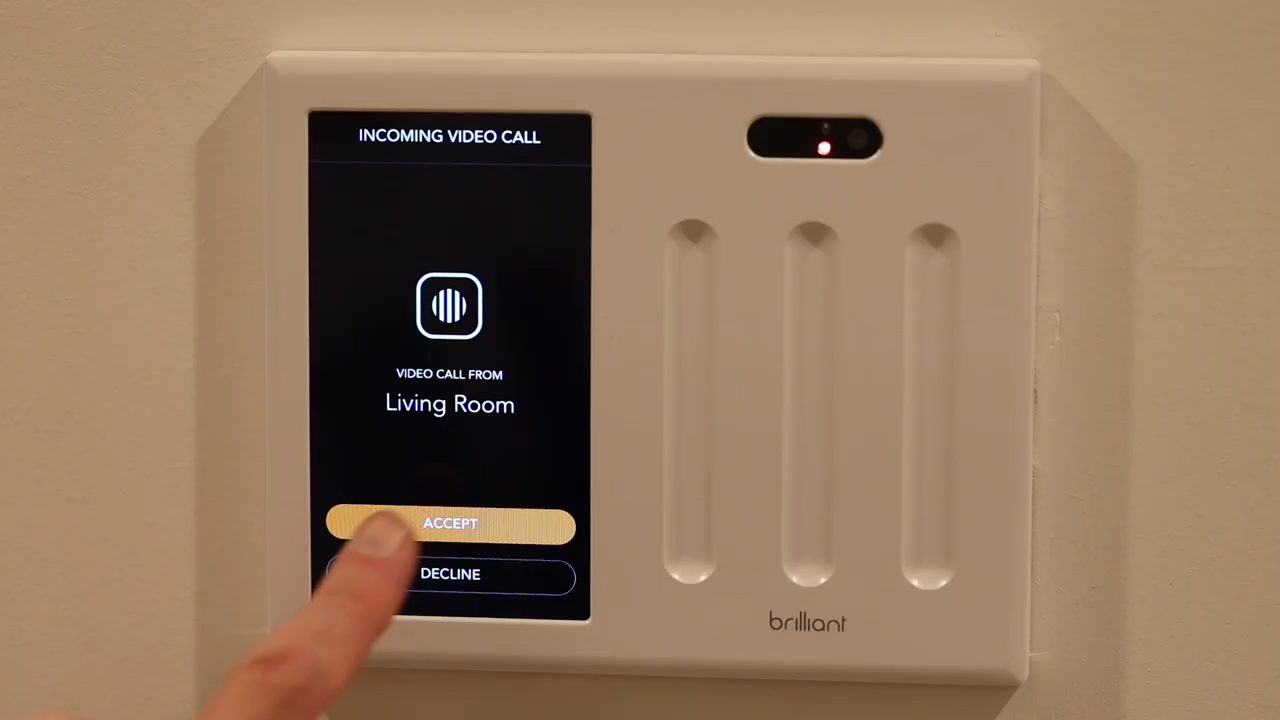 INCOMING VIDEO CALL
VIDEO CALL FROM
Living Room
ACCEPT
DECLINE
brilliant